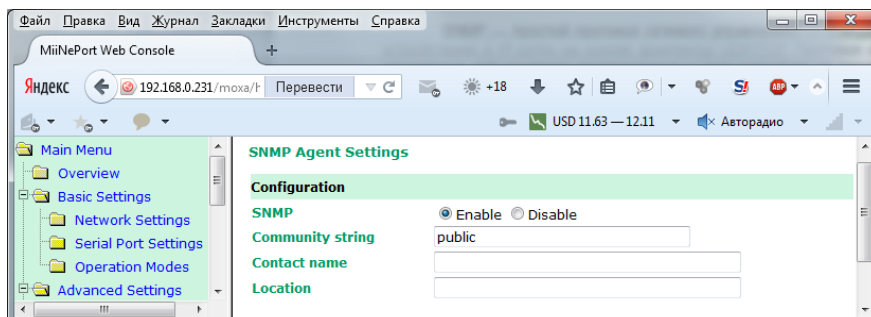 Файл Правка Вид Журнал Закладки Инструменты Справка
MiiNePort Web Console
Яндекс 192.168.0.231/moxa/h Перевести +18 S! ABP
USD 11.63 — 12.11 Авторадио
Main Menu
Overview
Basic Settings
Network Settings
Serial Port Settings
Operation Modes
Advanced Settings
SNMP Agent Settings
Configuration
SNMP Enable Disable
Community string public
Contact name
Location